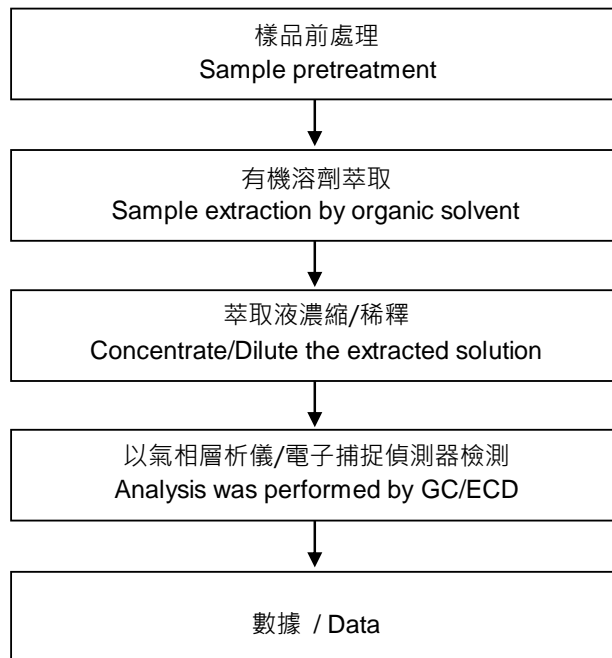 樣品前處理
Sample pretreatment
有機溶劑萃取
Sample extraction by organic solvent
萃取液濃縮/稀釋
Concentrate/Dilute the extracted solution
以氣相層析儀/電子捕捉偵測器檢測
Analysis was performed by GC/ECD
數據 / Data